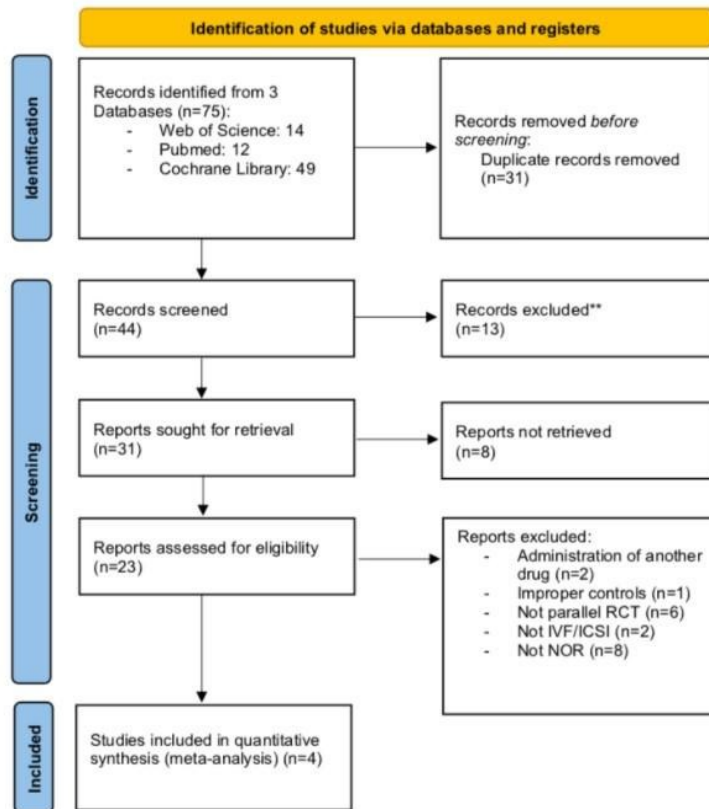 Identification of studies via databases and registers
Identification
Records identified from 3
Databases (n=75):
- Web of Science: 14
- Pubmed: 12
- Cochrane Library: 49
Records removed before
screening:
Duplicate records removed
(n=31)
Screening
Records screened
(n=44)
Records excluded**
(n=13)
Reports sought for retrieval
(n=31)
Reports not retrieved
(n=8)
Reports assessed for eligibility
(n=23)
Reports excluded:
- Administration of another
drug (n=2)
- Improper controls (n=1)
- Not parallel RCT (n=6)
- Not IVF/ICSI (n=2)
- Not NOR (n=8)
Included
Studies included in quantitative
synthesis (meta-analysis) (n=4)